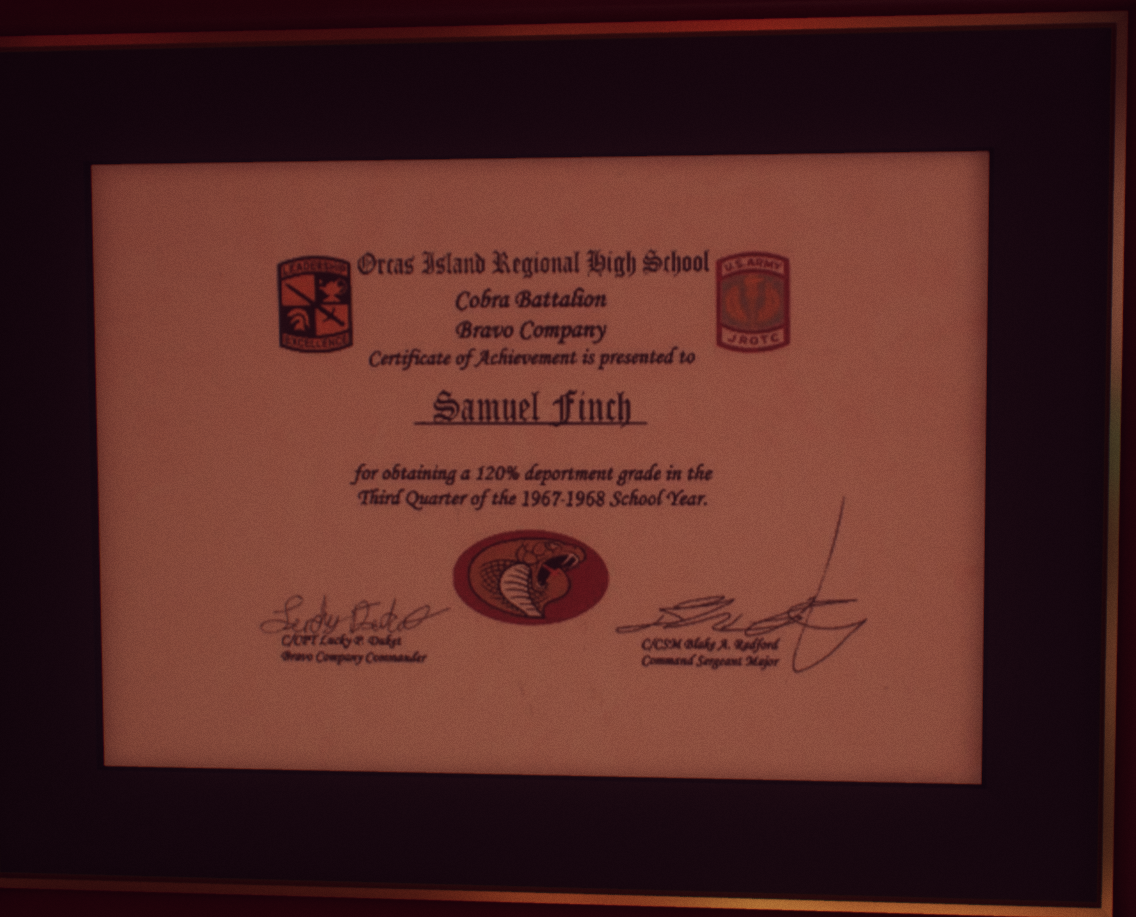 Orcas Island Regional High School
LEADERSHIP
EXCELLENCE
U.S. ARMY
JROTC
Cobra Battalion
Bravo Company
Certificate of Achievement is presented to
Samuel Finch
for obtaining a 120% deportment grade in the
Third Quarter of the 1967-1968 School Year.
C/CPT Lucky P. Duket
Bravo Company Commander
C/CSM Blake A. Redford
Command Sergeant Major